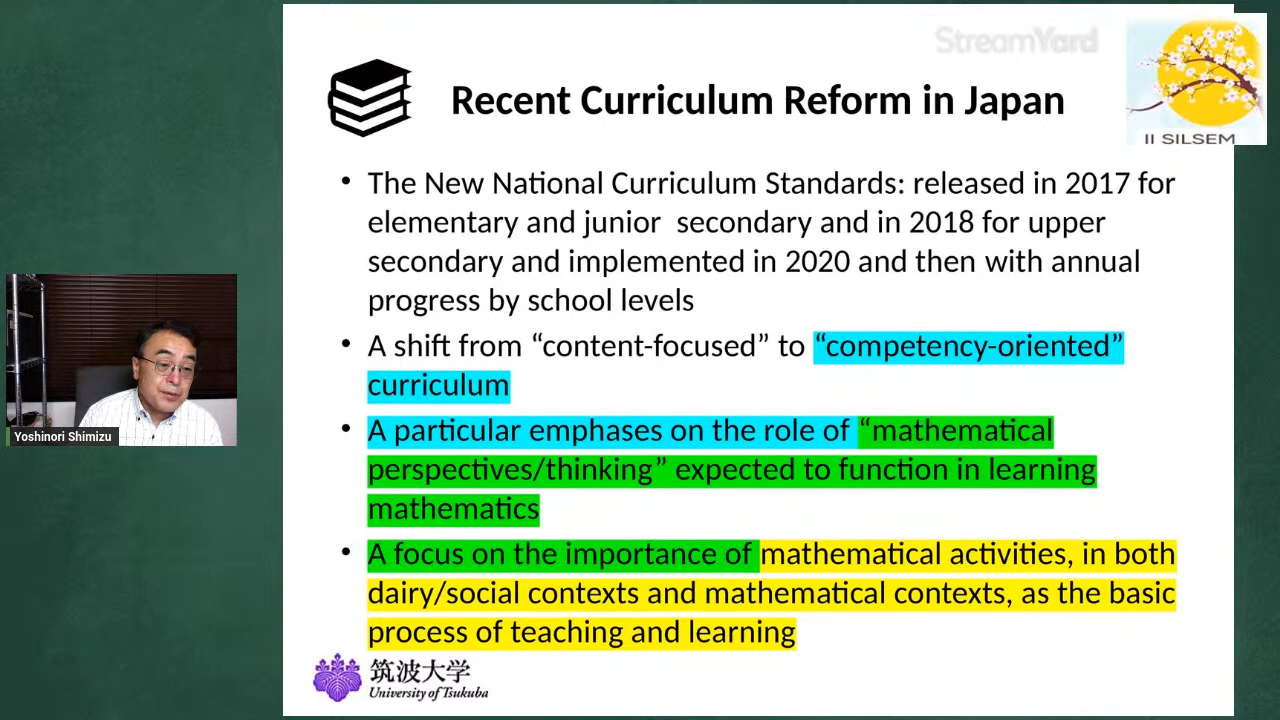 StreamYard
II SILSEM
Recent Curriculum Reform in Japan
• The New National Curriculum Standards: released in 2017 for
elementary and junior  secondary and in 2018 for upper
secondary and implemented in 2020 and then with annual
progress by school levels
• A shift from “content-focused” to “competency-oriented”
curriculum
• A particular emphases on the role of “mathematical
perspectives/thinking” expected to function in learning
mathematics
• A focus on the importance of mathematical activities, in both
dairy/social contexts and mathematical contexts, as the basic
process of teaching and learning
Yoshinori Shimizu
筑波大学
University of Tsukuba